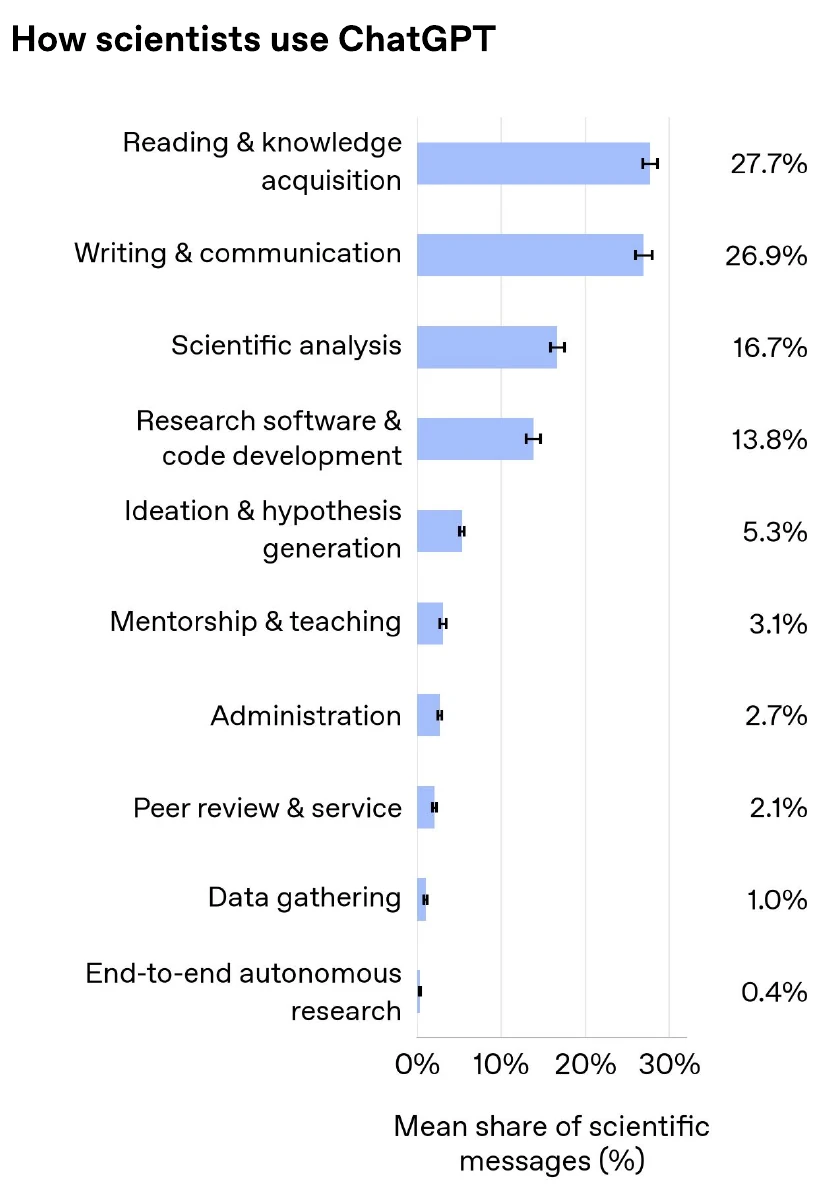 How scientists use ChatGPT
Reading & knowledge
acquisition
27.7%
Writing & communication
26.9%
Scientific analysis
16.7%
Research software &
code development
13.8%
Ideation & hypothesis
generation
5.3%
Mentorship & teaching
3.1%
Administration
2.7%
Peer review & service
2.1%
Data gathering
1.0%
End-to-end autonomous
research
0.4%
0% 10% 20% 30%
Mean share of scientific
messages (%)